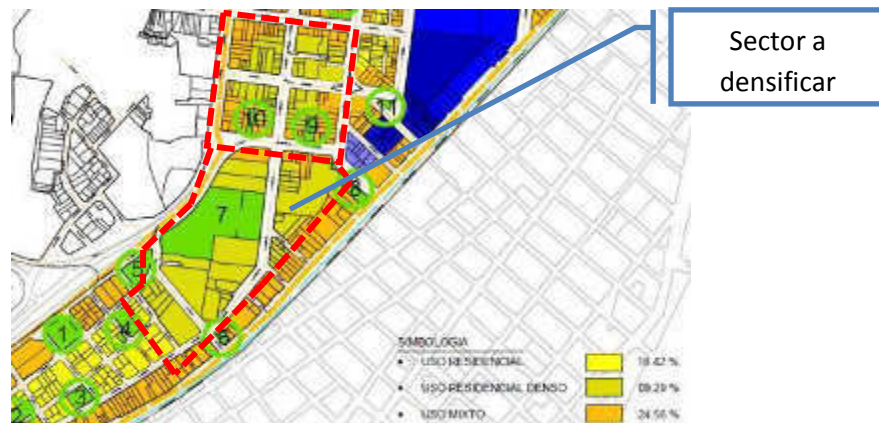 Sector a
densificar
11
10
9
7
8
5
1
4
6
3
2
SIMBOLOGIA
• USO RESIDENCIAL 18.42 %
• USO RESIDENCIAL DENSO 09.29 %
• USO MIXTO 24.56 %